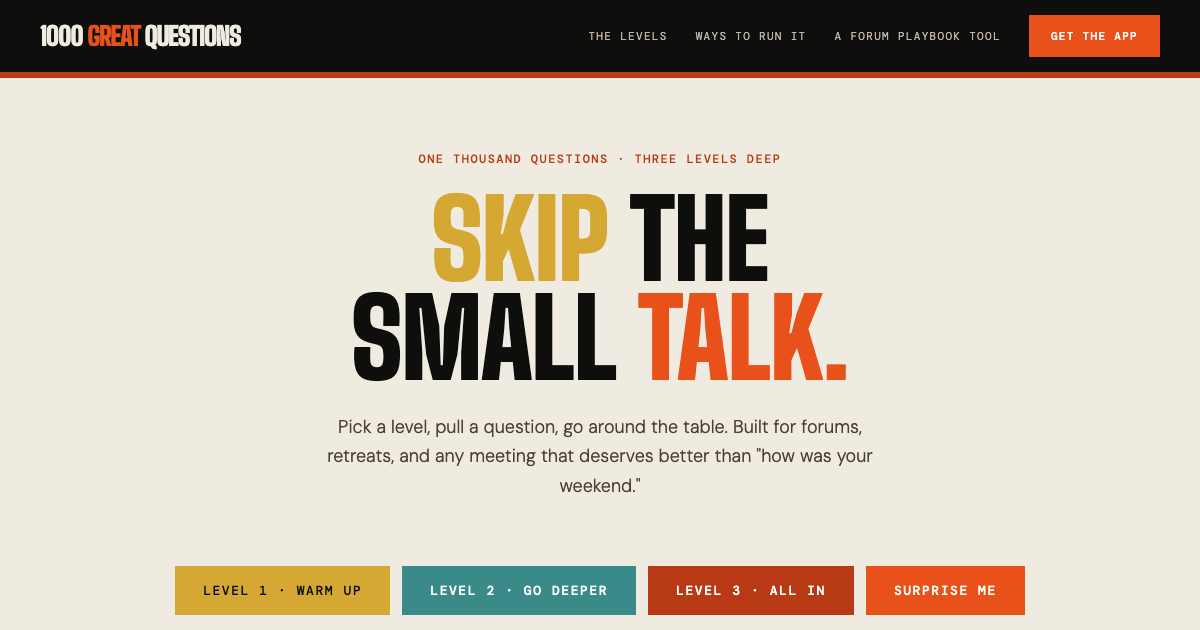 1000 GREAT QUESTIONS
THE LEVELS
WAYS TO RUN IT
A FORUM PLAYBOOK TOOL
GET THE APP
ONE THOUSAND QUESTIONS · THREE LEVELS DEEP
SKIP THE
SMALL TALK.
Pick a level, pull a question, go around the table. Built for forums,
retreats, and any meeting that deserves better than "how was your
weekend."
LEVEL 1 · WARM UP
LEVEL 2 · GO DEEPER
LEVEL 3 · ALL IN
SURPRISE ME